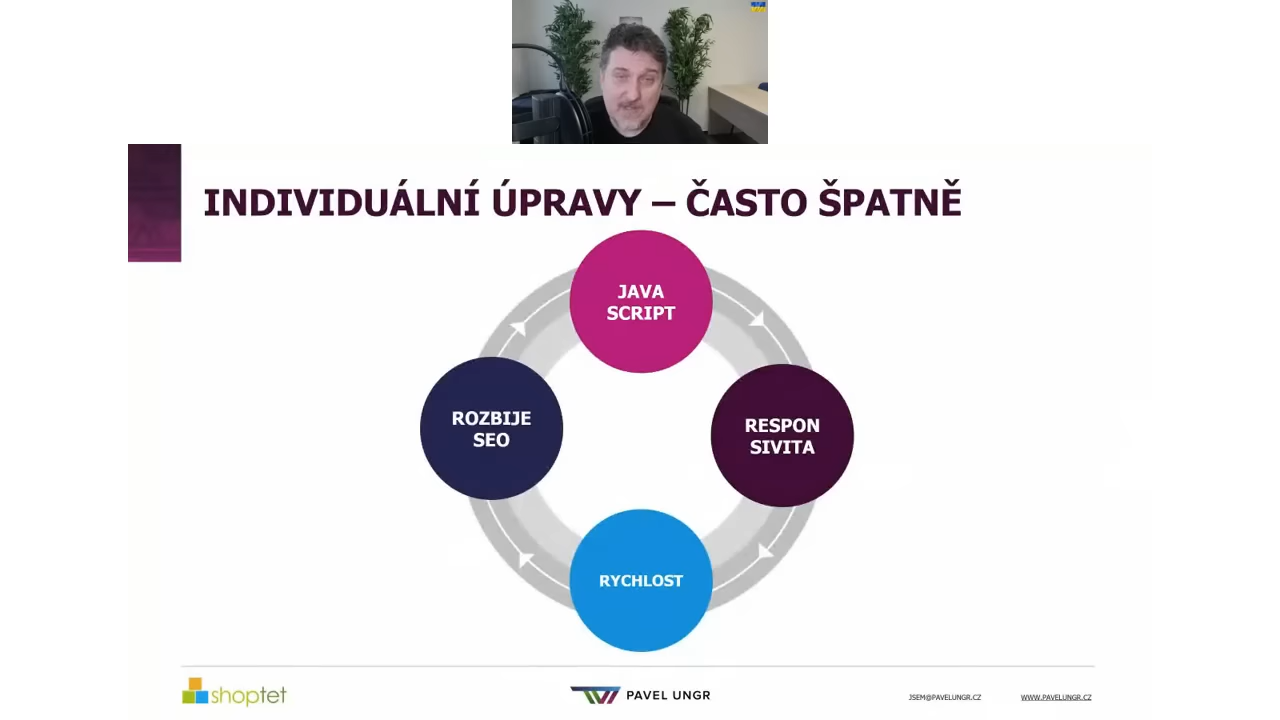 INDIVIDUÁLNÍ ÚPRAVY – ČASTO ŠPATNĚ
JAVA
SCRIPT
ROZBIJE
SEO
RESPON
SIVITA
RYCHLOST
shoptet
PAVEL UNGR
JSEM@PAVELUNGR.CZ
WWW.PAVELUNGR.CZ